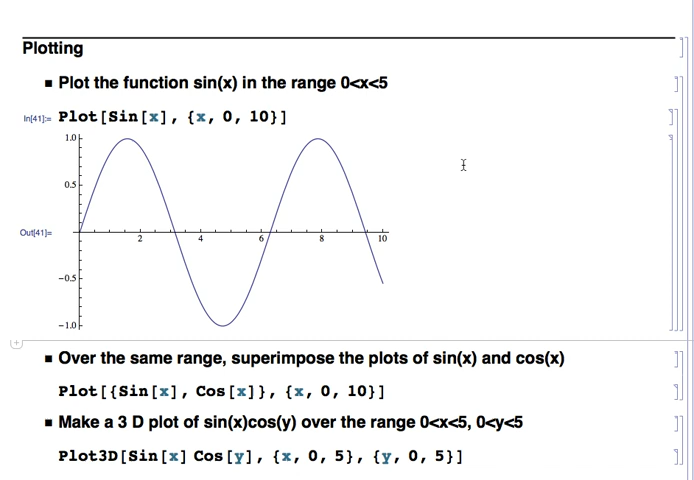 Plotting
▪ Plot the function sin(x) in the range 0<x<5
In[41]:= Plot[Sin[x], {x, 0, 10}]
1.0
0.5
Out[41]=
2 4 6 8 10
-0.5
-1.0
▪ Over the same range, superimpose the plots of sin(x) and cos(x)
Plot[{Sin[x], Cos[x]}, {x, 0, 10}]
▪ Make a 3 D plot of sin(x)cos(y) over the range 0<x<5, 0<y<5
Plot3D[Sin[x] Cos[y], {x, 0, 5}, {y, 0, 5}]